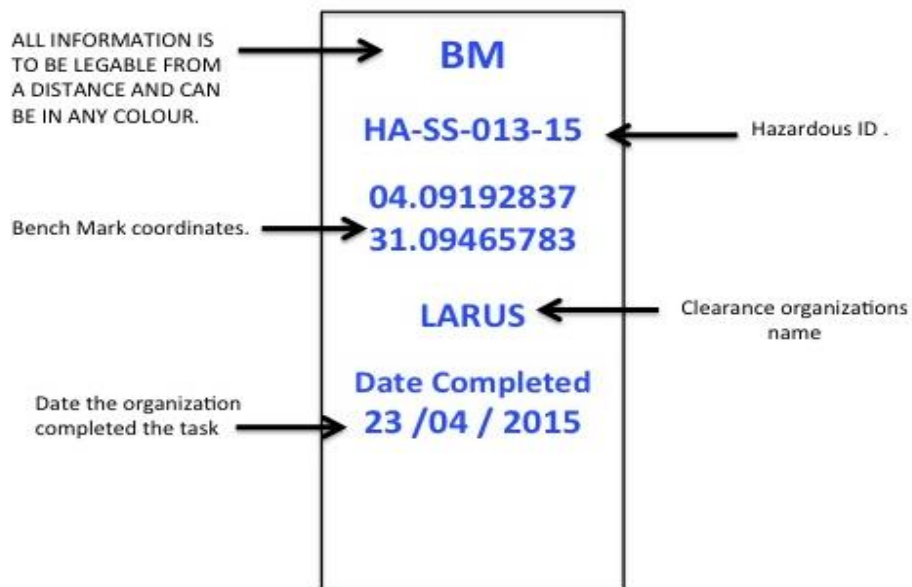 ALL INFORMATION IS
TO BE LEGABLE FROM
A DISTANCE AND CAN
BE IN ANY COLOUR.
BM
HA-SS-013-15
Hazardous ID .
04.09192837
31.09465783
Bench Mark coordinates.
LARUS
Clearance organizations
name
Date Completed
23 /04 / 2015
Date the organization
completed the task